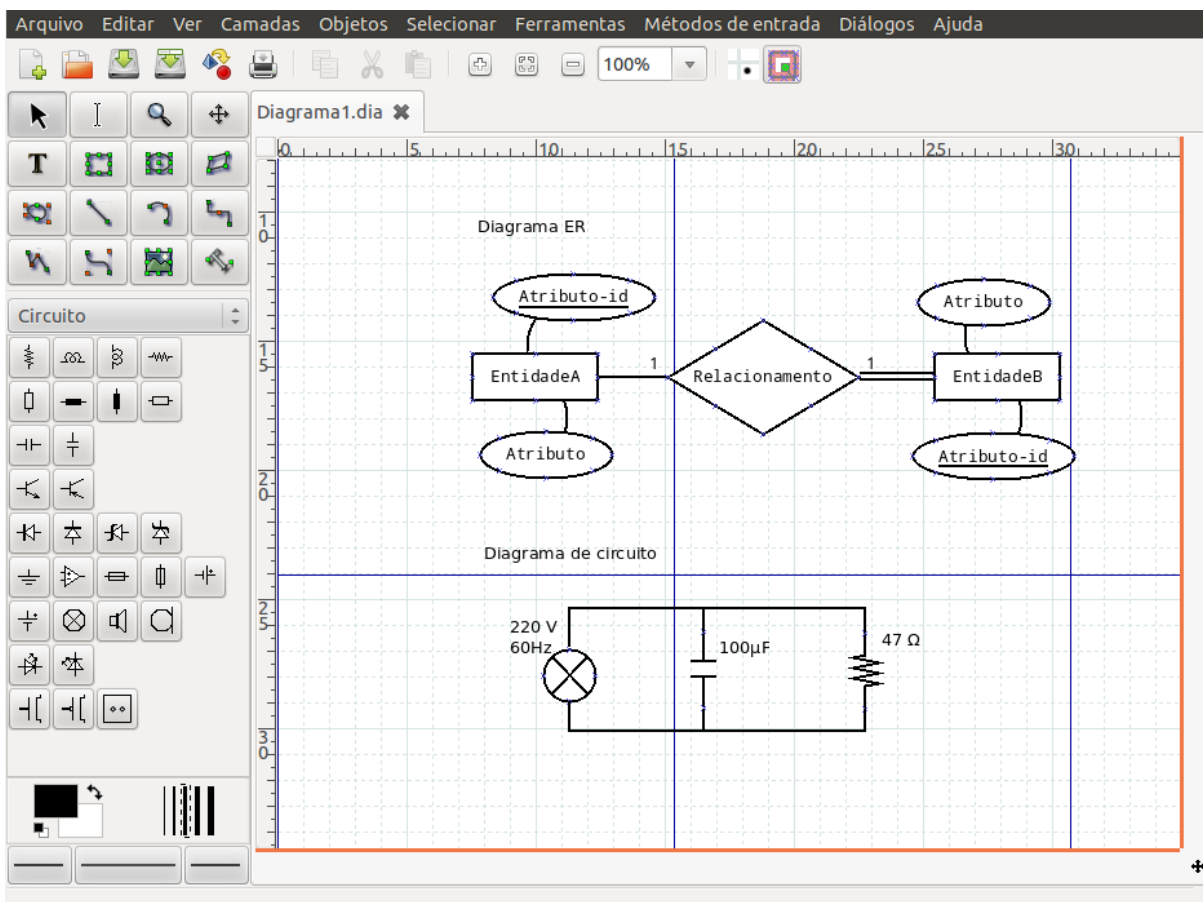 Arquivo Editar Ver Camadas Objetos Selecionar Ferramentas Métodos de entrada Diálogos Ajuda
100%
Diagrama1.dia
T
0 5 10 15 20 25 30
10
15
20
25
30
Circuito
Diagrama ER
Atributo-id
Atributo
EntidadeA
1
Relacionamento
1
EntidadeB
Atributo
Atributo-id
Diagrama de circuito
220 V
60Hz
100μF
47 Ω